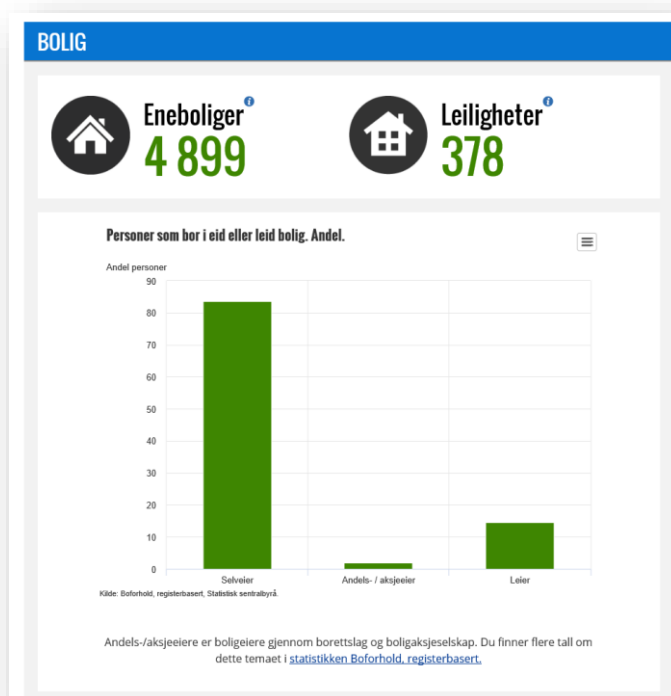 BOLIG
Eneboliger
4 899
Leiligheter
378
Personer som bor i eid eller leid bolig. Andel.
Andel personer
90
80
70
60
50
40
30
20
10
0
Selveier
Andels- / aksjeeier
Leier
Kilde: Boforhold, registerbasert, Statistisk sentralbyrå.
Andels-/aksjeeiere er boligeiere gjennom borettslag og boligaksjeselskap. Du finner flere tall om
dette temaet i statistikken Boforhold, registerbasert.